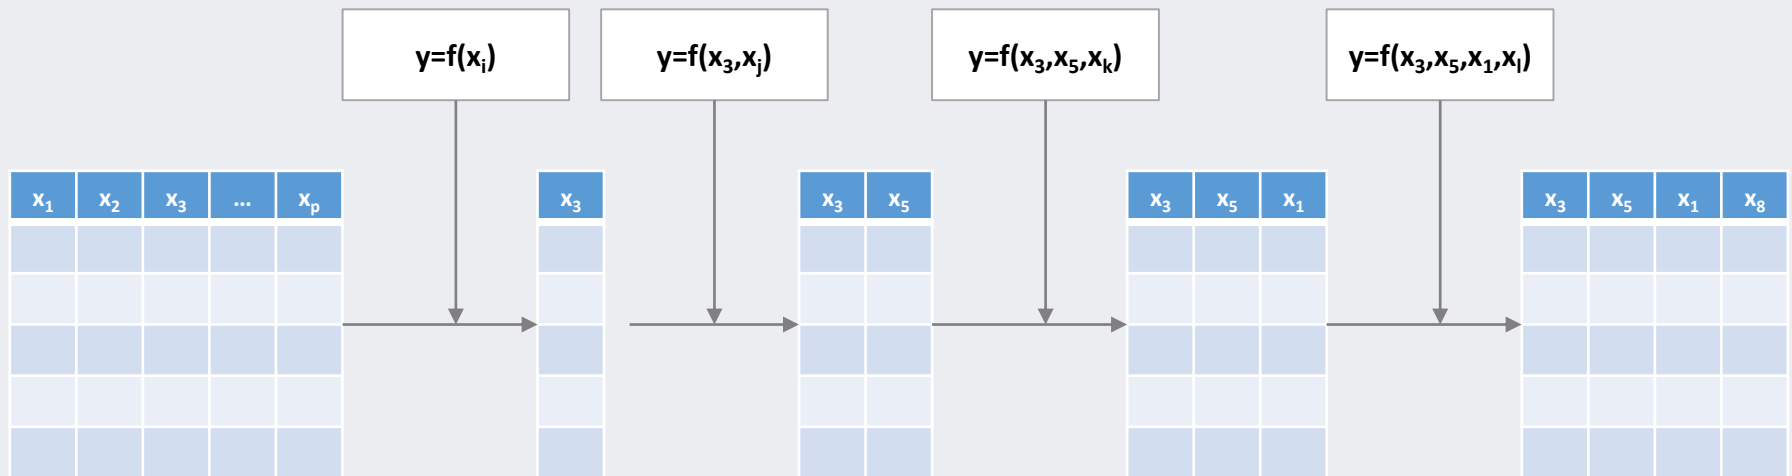 y=f(xᵢ)
y=f(x₃,xⱼ)
y=f(x₃,x₅,xₖ)
y=f(x₃,x₅,x₁,xₗ)
x₁ x₂ x₃ ... xₚ
x₃
x₃ x₅
x₃ x₅ x₁
x₃ x₅ x₁ x₈